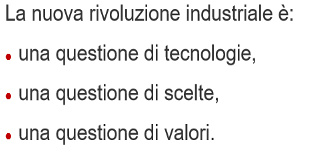 La nuova rivoluzione industriale è:
• una questione di tecnologie,
• una questione di scelte,
• una questione di valori.